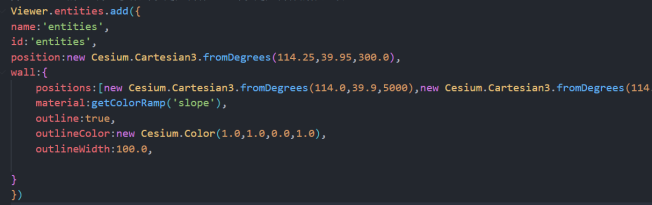 Viewer.entities.add({
name:'entities',
id:'entities',
position:new Cesium.Cartesian3.fromDegrees(114.25,39.95,300.0),
wall:{
positions:[new Cesium.Cartesian3.fromDegrees(114.0,39.9,5000),new Cesium.Cartesian3.fromDegrees(114
material:getColorRamp('slope'),
outline:true,
outlineColor:new Cesium.Color(1.0,1.0,0.0,1.0),
outlineWidth:100.0,
}
})